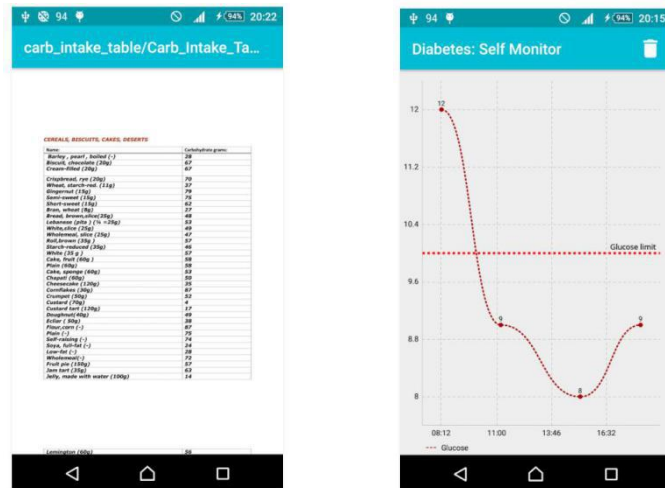 94 94% 20:22
carb_intake_table/Carb_Intake_Ta...
CEREALS, BISCUITS, CAKES, DESERTS
Name: Carbohydrate grams:
Barley , pearl , boiled (-) 28
Biscuit, chocolate (20g) 67
Cream-filled (20g) 67
Crispbread, rye (20g) 70
Wheat, starch-red. (11g) 37
Gingernut (15g) 79
Semi-sweet (15g) 75
Short-sweet (15g) 62
Bran, wheat (8g) 27
Bread, brown,slice(25g) 48
Lebanese (pita ) (¼ =25g) 53
White,slice (25g) 49
Wholemeal, slice (25g) 47
Roll,brown (35g ) 57
Starch-reduced (35g) 46
White (35 g ) 57
Cake, fruit (60g ) 58
Plain (60g) 58
Cake, sponge (60g) 53
Chapati (60g) 50
Cheesecake (120g) 35
Cornflakes (30g) 87
Crumpet (50g) 52
Custard (70g) 4
Custard tart (120g) 17
Doughnut(40g) 49
Ecliar ( 50g) 38
Flour,corn (-) 87
Plain (-) 75
Self-raising (-) 74
Soya, full-fat (-) 24
Low-fat (-) 28
Wholemeal(-) 72
Fruit pie (150g) 57
Jam tart (35g) 63
Jelly, made with water (100g) 14
Lemington (60g) 56
94 94% 20:15
Diabetes: Self Monitor
12 12
11.2
10.4
Glucose limit
9.6
9 9
8.8
8 8
08:12 11:00 13:46 16:32
Glucose